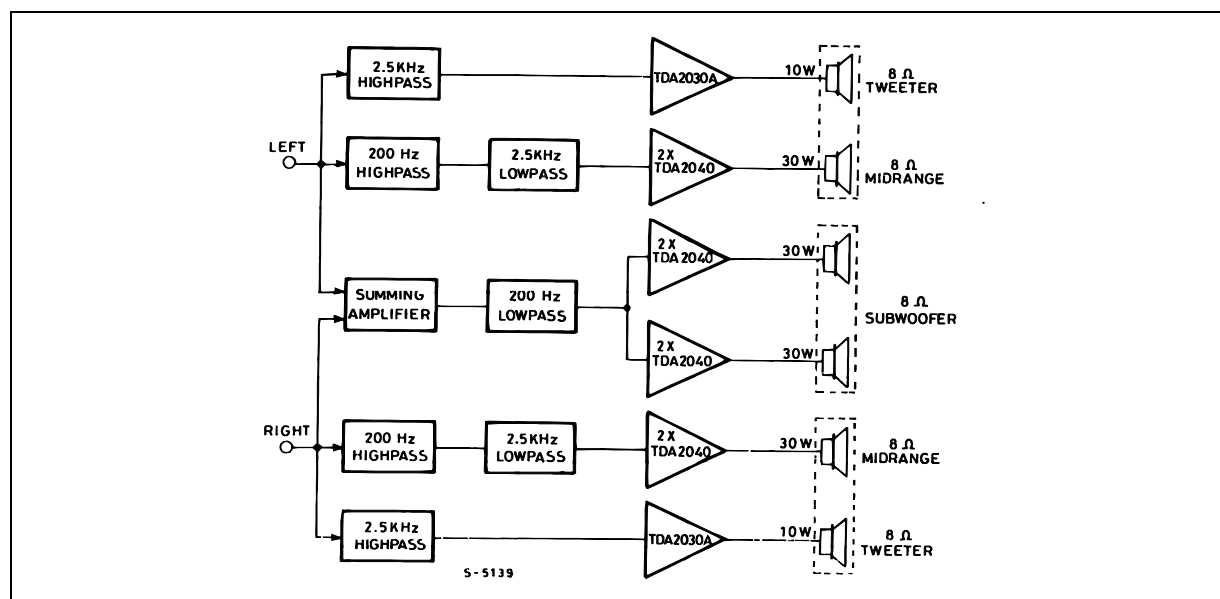 2.5KHz
HIGHPASS
TDA2030A
10W
8 Ω
TWEETER
LEFT
200 Hz
HIGHPASS
2.5KHz
LOWPASS
2X
TDA2040
30W
8 Ω
MIDRANGE
2X
TDA2040
30W
SUMMING
AMPLIFIER
200 Hz
LOWPASS
8 Ω
SUBWOOFER
2X
TDA2040
30W
RIGHT
200 Hz
HIGHPASS
2.5KHz
LOWPASS
2X
TDA2040
30W
8 Ω
MIDRANGE
2.5KHz
HIGHPASS
TDA2030A
10W
8 Ω
TWEETER
S-5139